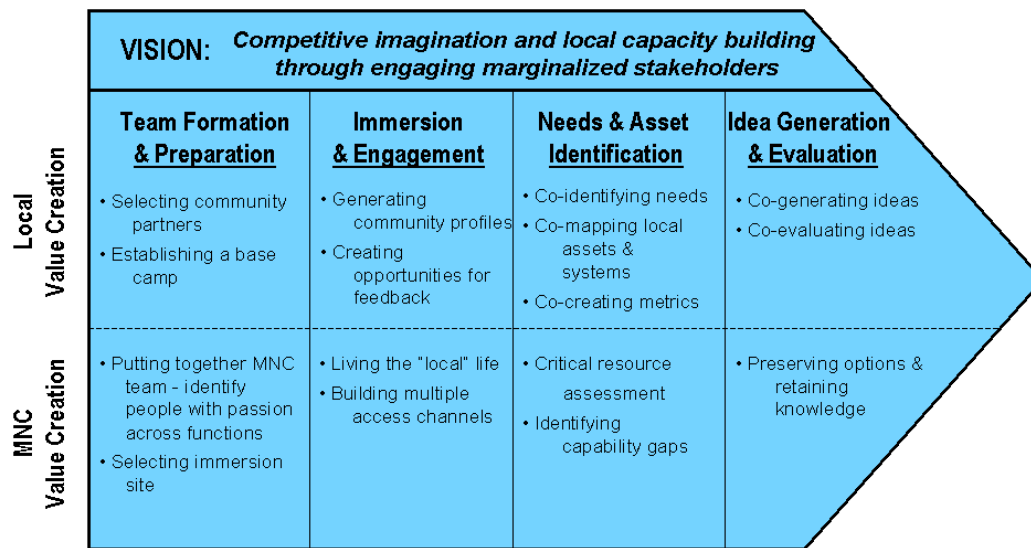 VISION: Competitive imagination and local capacity building
through engaging marginalized stakeholders
Team Formation
& Preparation
Immersion
& Engagement
Needs & Asset
Identification
Idea Generation
& Evaluation
Local
Value Creation
• Selecting community
partners
• Establishing a base
camp
• Generating
community profiles
• Creating
opportunities for
feedback
• Co-identifying needs
• Co-mapping local
assets &
systems
• Co-creating metrics
• Co-generating ideas
• Co-evaluating ideas
MNC
Value Creation
• Putting together MNC
team - identify
people with passion
across functions
• Selecting immersion
site
• Living the "local" life
• Building multiple
access channels
• Critical resource
assessment
• Identifying
capability gaps
• Preserving options &
retaining
knowledge